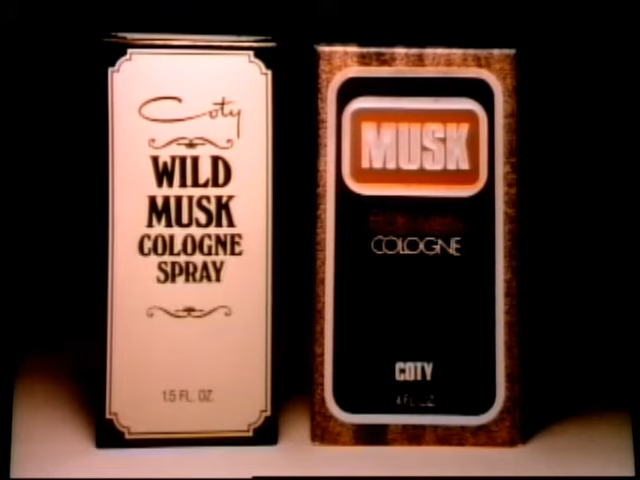 Coty
WILD
MUSK
COLOGNE
SPRAY
1.5 FL. OZ.
MUSK
COLOGNE
COTY
4 FL. OZ.